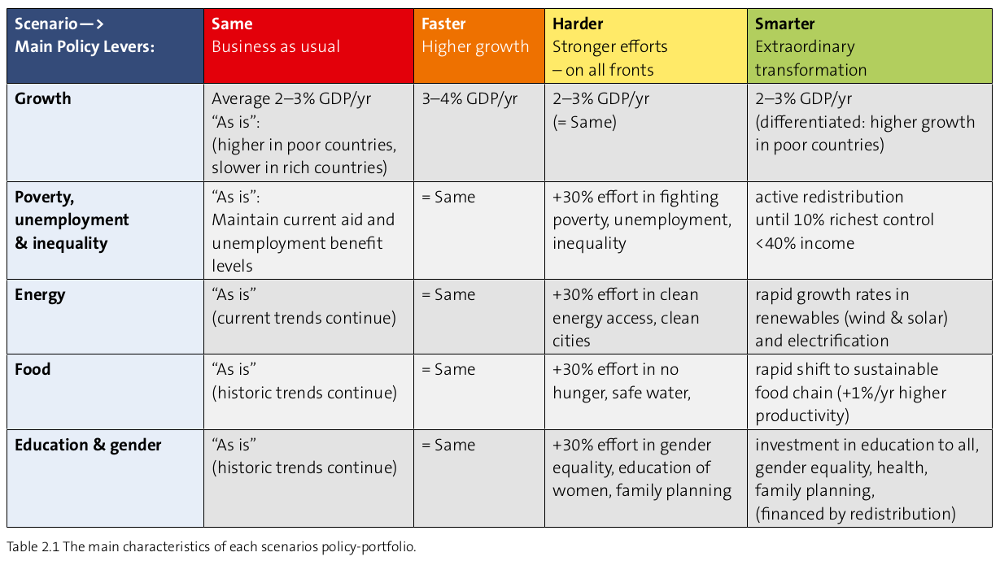 Scenario—>
Main Policy Levers:
Same
Business as usual
Faster
Higher growth
Harder
Stronger efforts
– on all fronts
Smarter
Extraordinary
transformation
Growth
Average 2–3% GDP/yr
“As is”:
(higher in poor countries,
slower in rich countries)
3–4% GDP/yr
2–3% GDP/yr
(= Same)
2–3% GDP/yr
(differentiated: higher growth
in poor countries)
Poverty,
unemployment
& inequality
“As is”:
Maintain current aid and
unemployment benefit
levels
= Same
+30% effort in fighting
poverty, unemployment,
inequality
active redistribution
until 10% richest control
<40% income
Energy
“As is”
(current trends continue)
= Same
+30% effort in clean
energy access, clean
cities
rapid growth rates in
renewables (wind & solar)
and electrification
Food
“As is”
(historic trends continue)
= Same
+30% effort in no
hunger, safe water,
rapid shift to sustainable
food chain (+1%/yr higher
productivity)
Education & gender
“As is”
(historic trends continue)
= Same
+30% effort in gender
equality, education of
women, family planning
investment in education to all,
gender equality, health,
family planning,
(financed by redistribution)
Table 2.1 The main characteristics of each scenarios policy-portfolio.